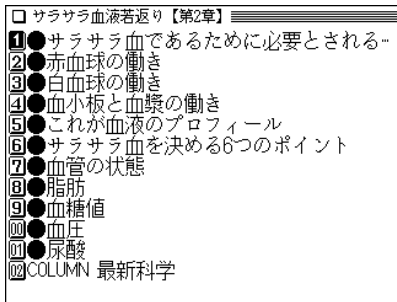 サラサラ血液若返り【第2章】
1●サラサラ血であるために必要とされる…
2●赤血球の働き
3●白血球の働き
4●血小板と血漿の働き
5●これが血液のプロフィール
6●サラサラ血を決める6つのポイント
7●血管の状態
8●脂肪
9●血糖値
00●血圧
01●尿酸
02COLUMN 最新科学